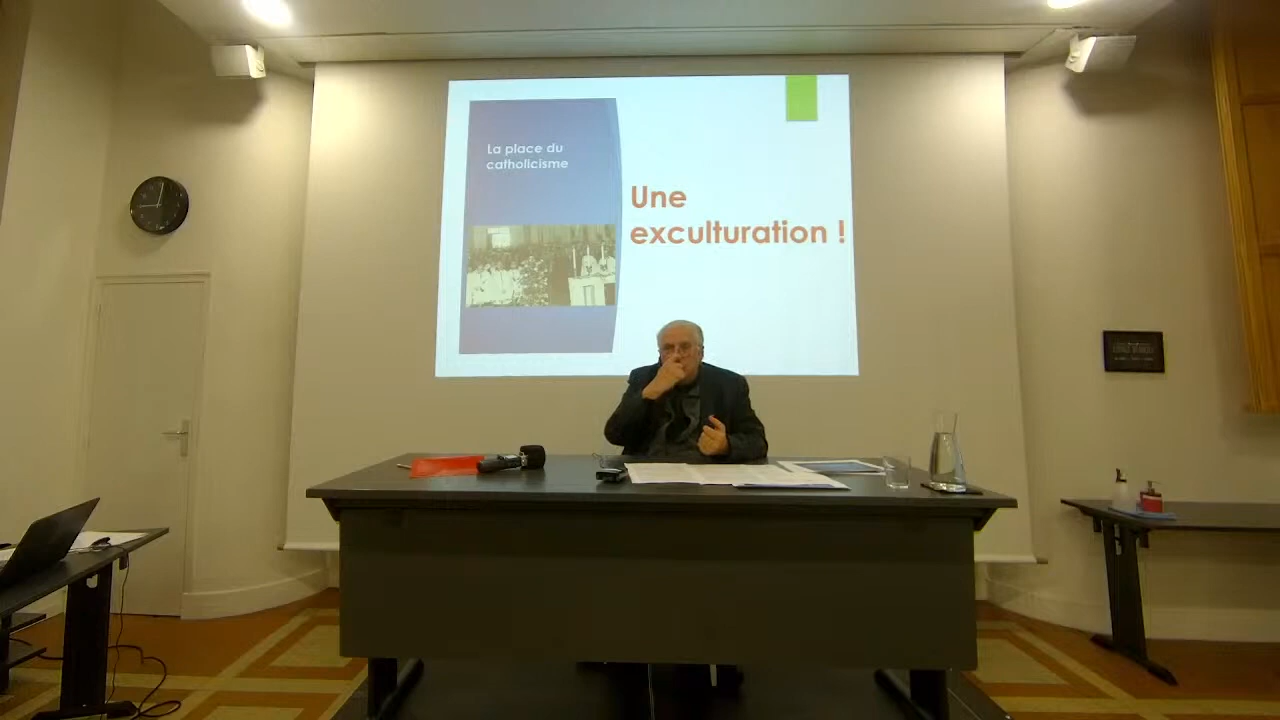 La place du
catholicisme
Une
exculturation !